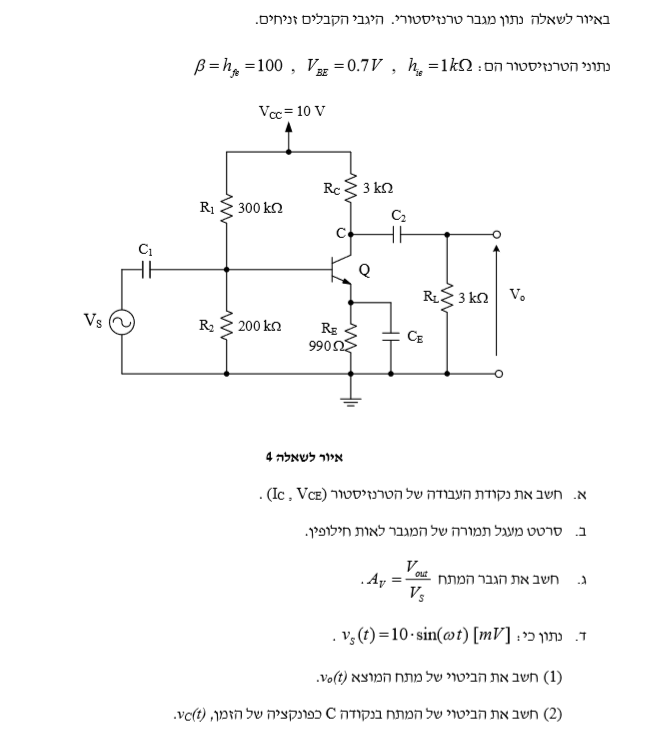 באיור לשאלה נתון מגבר טרנזיסטורי. היגבי הקבלים זניחים.
נתוני הטרנזיסטור הם: β = h_fe = 100 , V_BE = 0.7V , h_ie = 1kΩ
Vcc = 10 V
R1 300 kΩ
RC 3 kΩ
C2
C
C1
Q
VS
R2 200 kΩ
RE 990Ω
CE
RL 3 kΩ
Vo
איור לשאלה 4
א. חשב את נקודת העבודה של הטרנזיסטור (IC , VCE) .
ב. סרטט מעגל תמורה של המגבר לאות חילופין.
ג. חשב את הגבר המתח A_V = V_out / V_S .
ד. נתון כי: v_S(t) = 10·sin(ωt) [mV] .
(1) חשב את הביטוי של מתח המוצא vo(t).
(2) חשב את הביטוי של המתח בנקודה C כפונקציה של הזמן, vC(t).